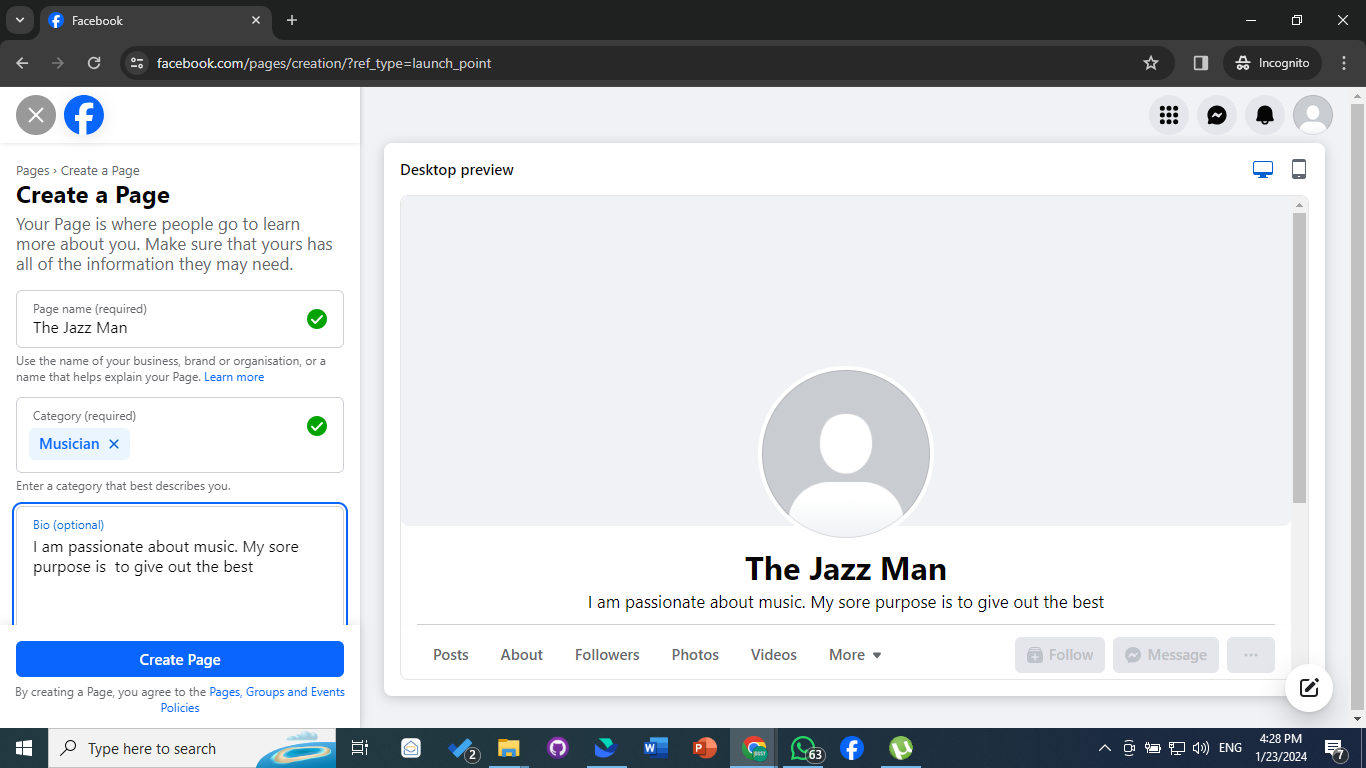 Facebook
facebook.com/pages/creation/?ref_type=launch_point
Incognito
Pages › Create a Page
Create a Page
Your Page is where people go to learn
more about you. Make sure that yours has
all of the information they may need.
Page name (required)
The Jazz Man
Use the name of your business, brand or organisation, or a
name that helps explain your Page. Learn more
Category (required)
Musician
Enter a category that best describes you.
Bio (optional)
I am passionate about music. My sore
purpose is  to give out the best
Create Page
By creating a Page, you agree to the Pages, Groups and Events
Policies
Desktop preview
The Jazz Man
I am passionate about music. My sore purpose is to give out the best
Posts
About
Followers
Photos
Videos
More
Follow
Message
Type here to search
2
63
ENG
4:28 PM
1/23/2024
7